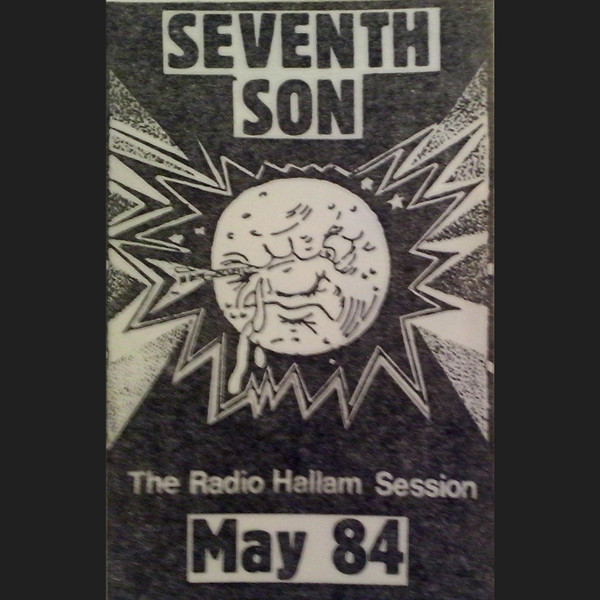 SEVENTH
SON
The Radio Hallam Session
May 84